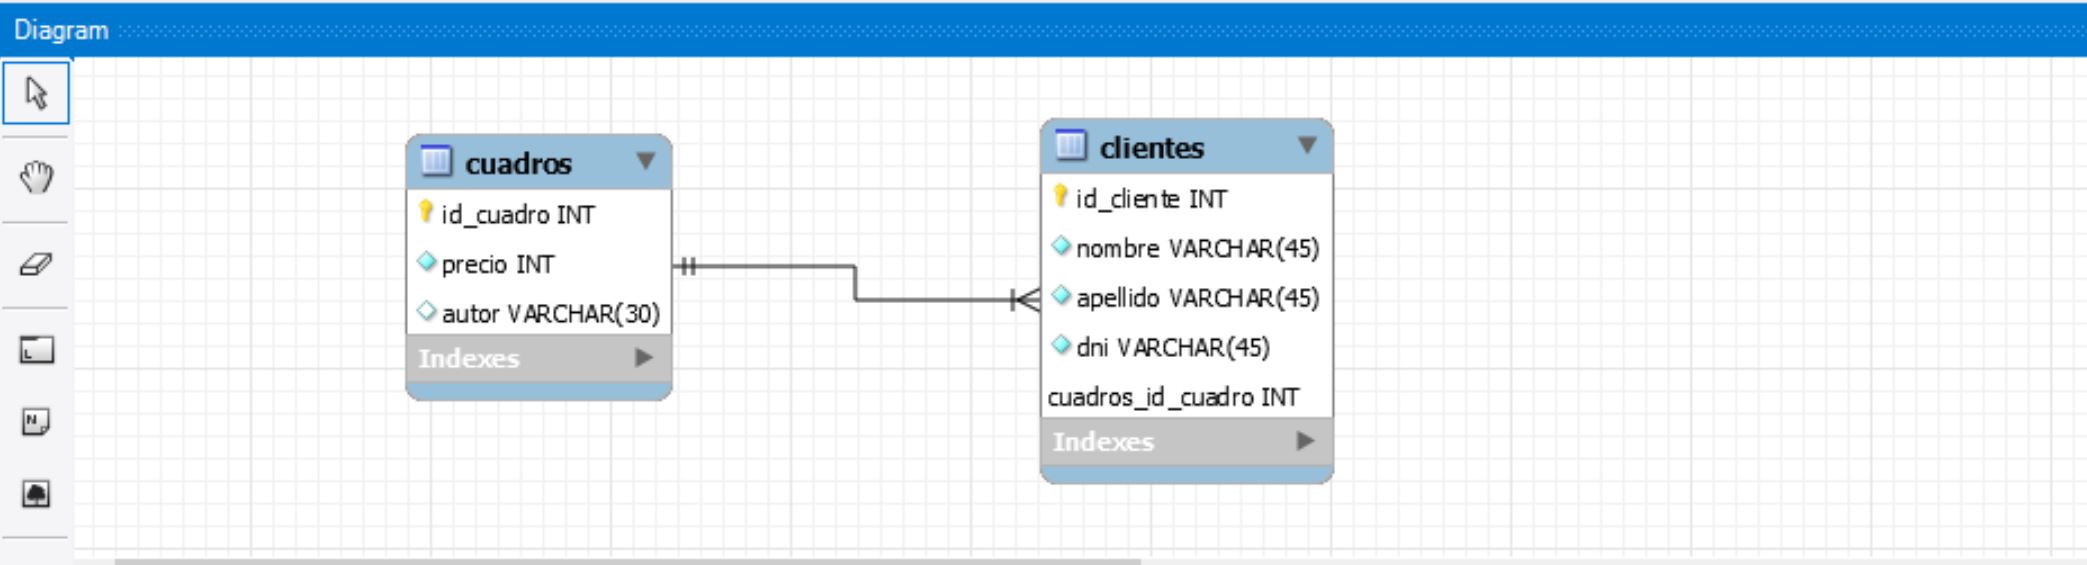 Diagram
cuadros
id_cuadro INT
precio INT
autor VARCHAR(30)
Indexes
clientes
id_cliente INT
nombre VARCHAR(45)
apellido VARCHAR(45)
dni VARCHAR(45)
cuadros_id_cuadro INT
Indexes
L
N